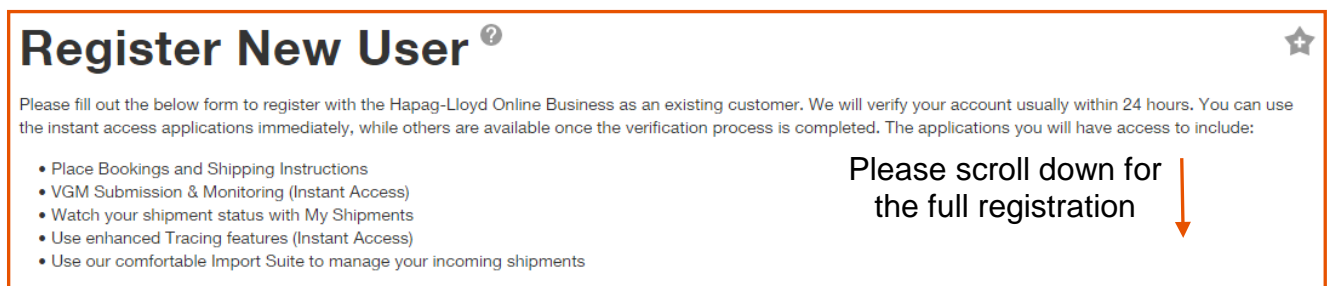 Register New User ?
Please fill out the below form to register with the Hapag-Lloyd Online Business as an existing customer. We will verify your account usually within 24 hours. You can use
the instant access applications immediately, while others are available once the verification process is completed. The applications you will have access to include:
• Place Bookings and Shipping Instructions
• VGM Submission & Monitoring (Instant Access)
• Watch your shipment status with My Shipments
• Use enhanced Tracing features (Instant Access)
• Use our comfortable Import Suite to manage your incoming shipments
Please scroll down for
the full registration